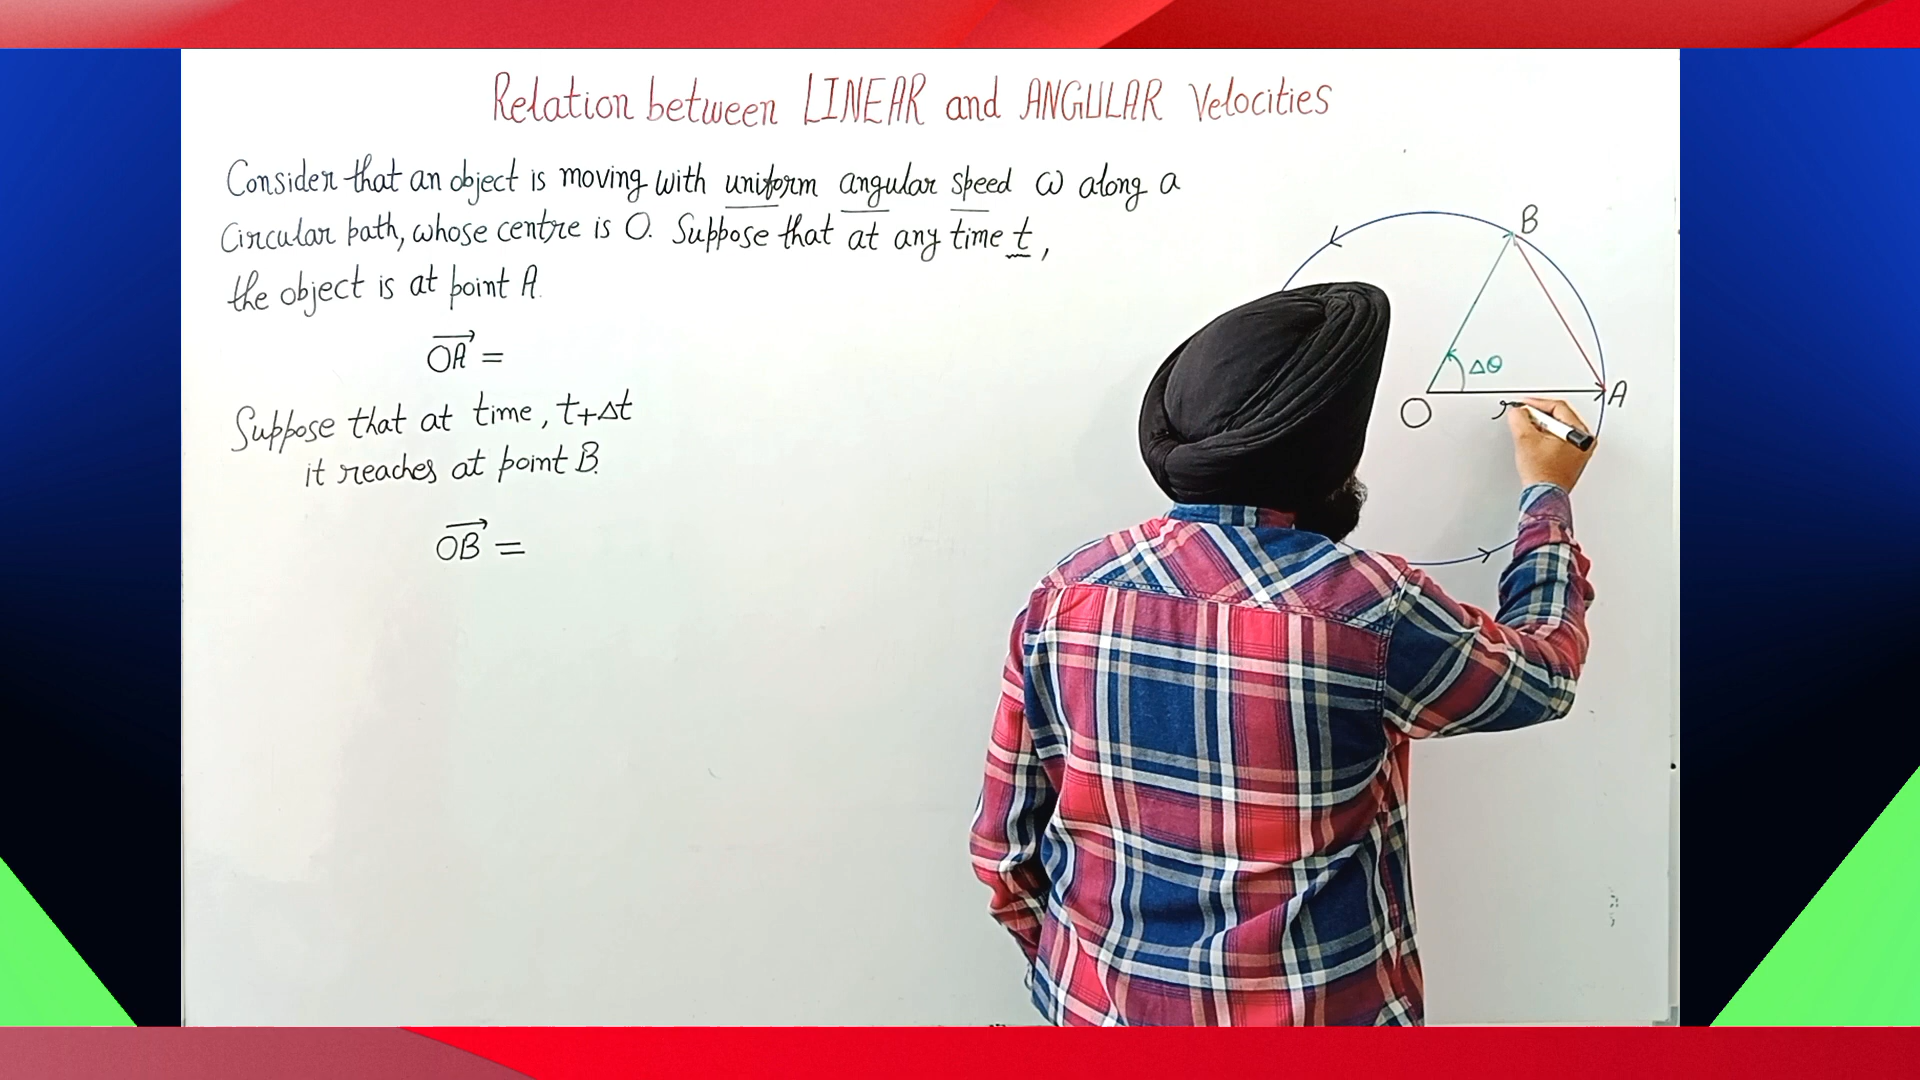 Relation between LINEAR and ANGULAR Velocities
Consider that an object is moving with uniform angular speed ω along a
Circular path, whose centre is O. Suppose that at any time t,
the object is at point A.
OA⃗ =
Suppose that at time, t+Δt
it reaches at point B.
OB⃗ =
B
Δθ
O
A
r